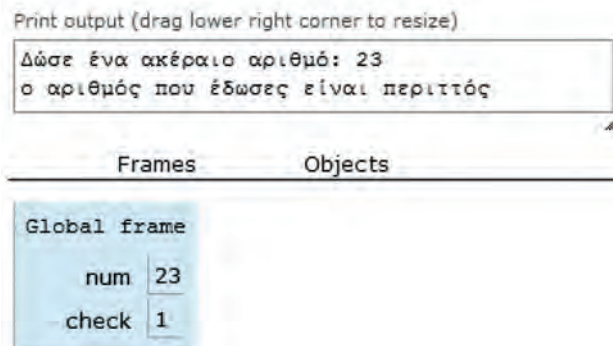 Print output (drag lower right corner to resize)
Δώσε ένα ακέραιο αριθμό: 23
ο αριθμός που έδωσες είναι περιττός
Frames Objects
Global frame
num 23
check 1